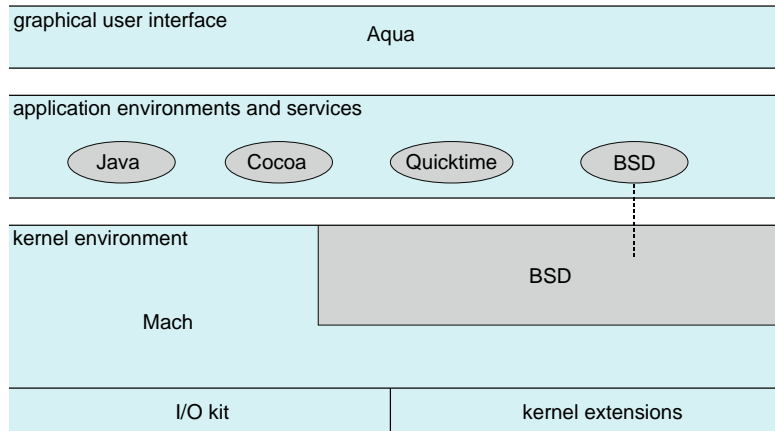 graphical user interface
Aqua
application environments and services
Java
Cocoa
Quicktime
BSD
kernel environment
BSD
Mach
I/O kit
kernel extensions